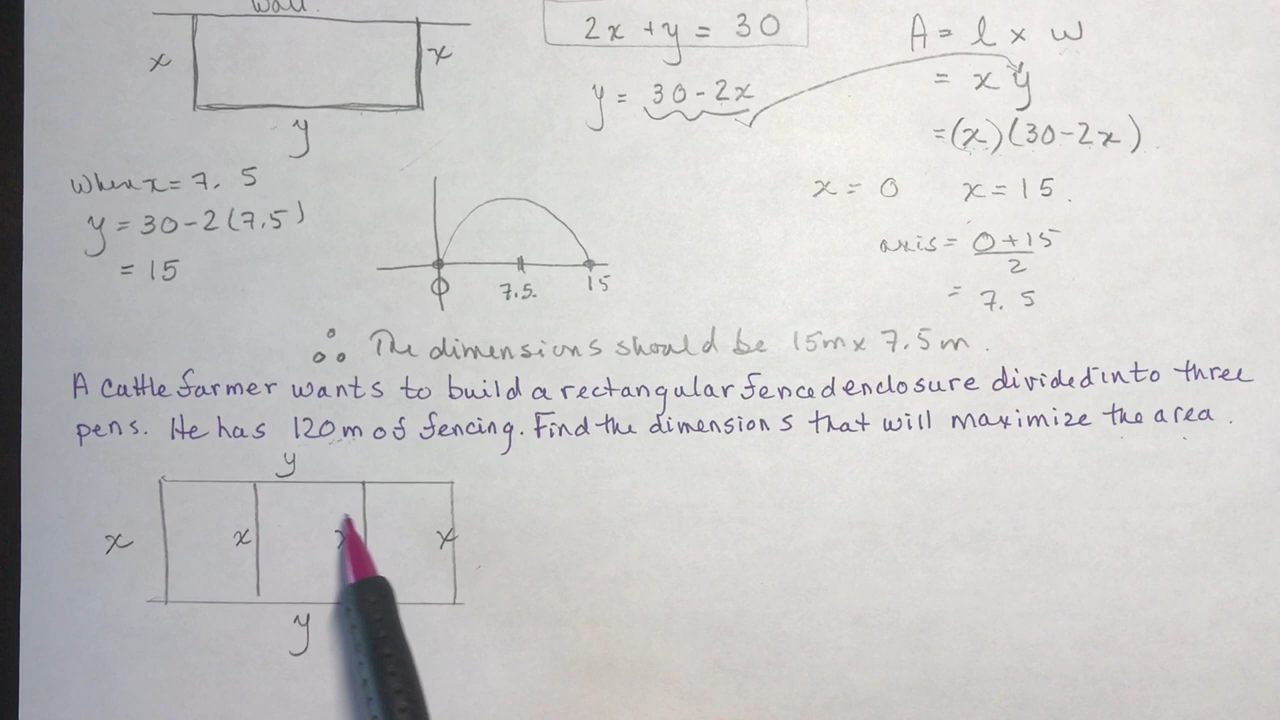 wall.
x
x
y
2x + y = 30
y = 30 - 2x
A = l x w
= xy
= (x)(30-2x)
x = 0 x = 15.
axis = 0+15
2
= 7.5
when x = 7.5
y = 30-2(7.5)
= 15
0 7.5. 15
∴ The dimensions should be 15m x 7.5m.
A cattle farmer wants to build a rectangular fenced enclosure divided into three
pens. He has 120m of fencing. Find the dimensions that will maximize the area.
y
x x x
y